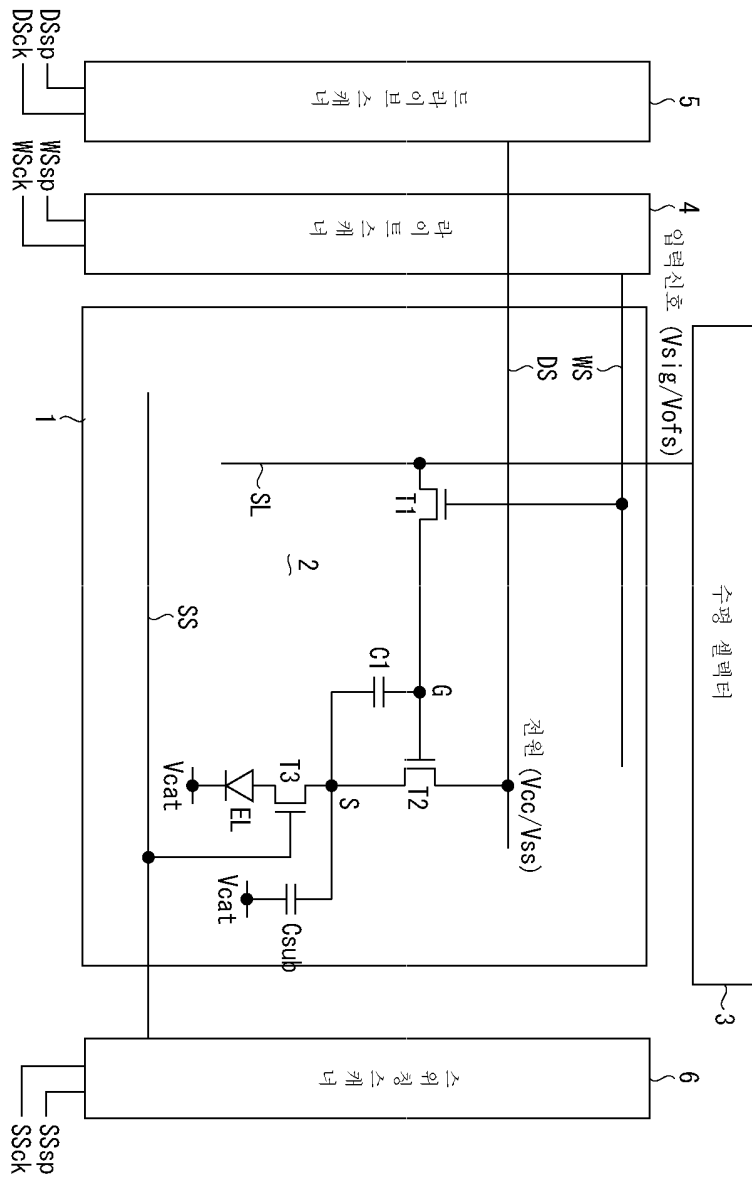 3
수평 셀렉터
5
4
6
입력신호 (Vsig/Vofs)
WS
DS
전원 (Vcc/Vss)
드라이브스캐너
라이트스캐너
스위칭스캐너
G
T2
T1
C1
S
2
T3
Csub
SL
EL
Vcat
SS
Vcat
1
DSsp
DSck
WSsp
WSck
SSsp
SSck